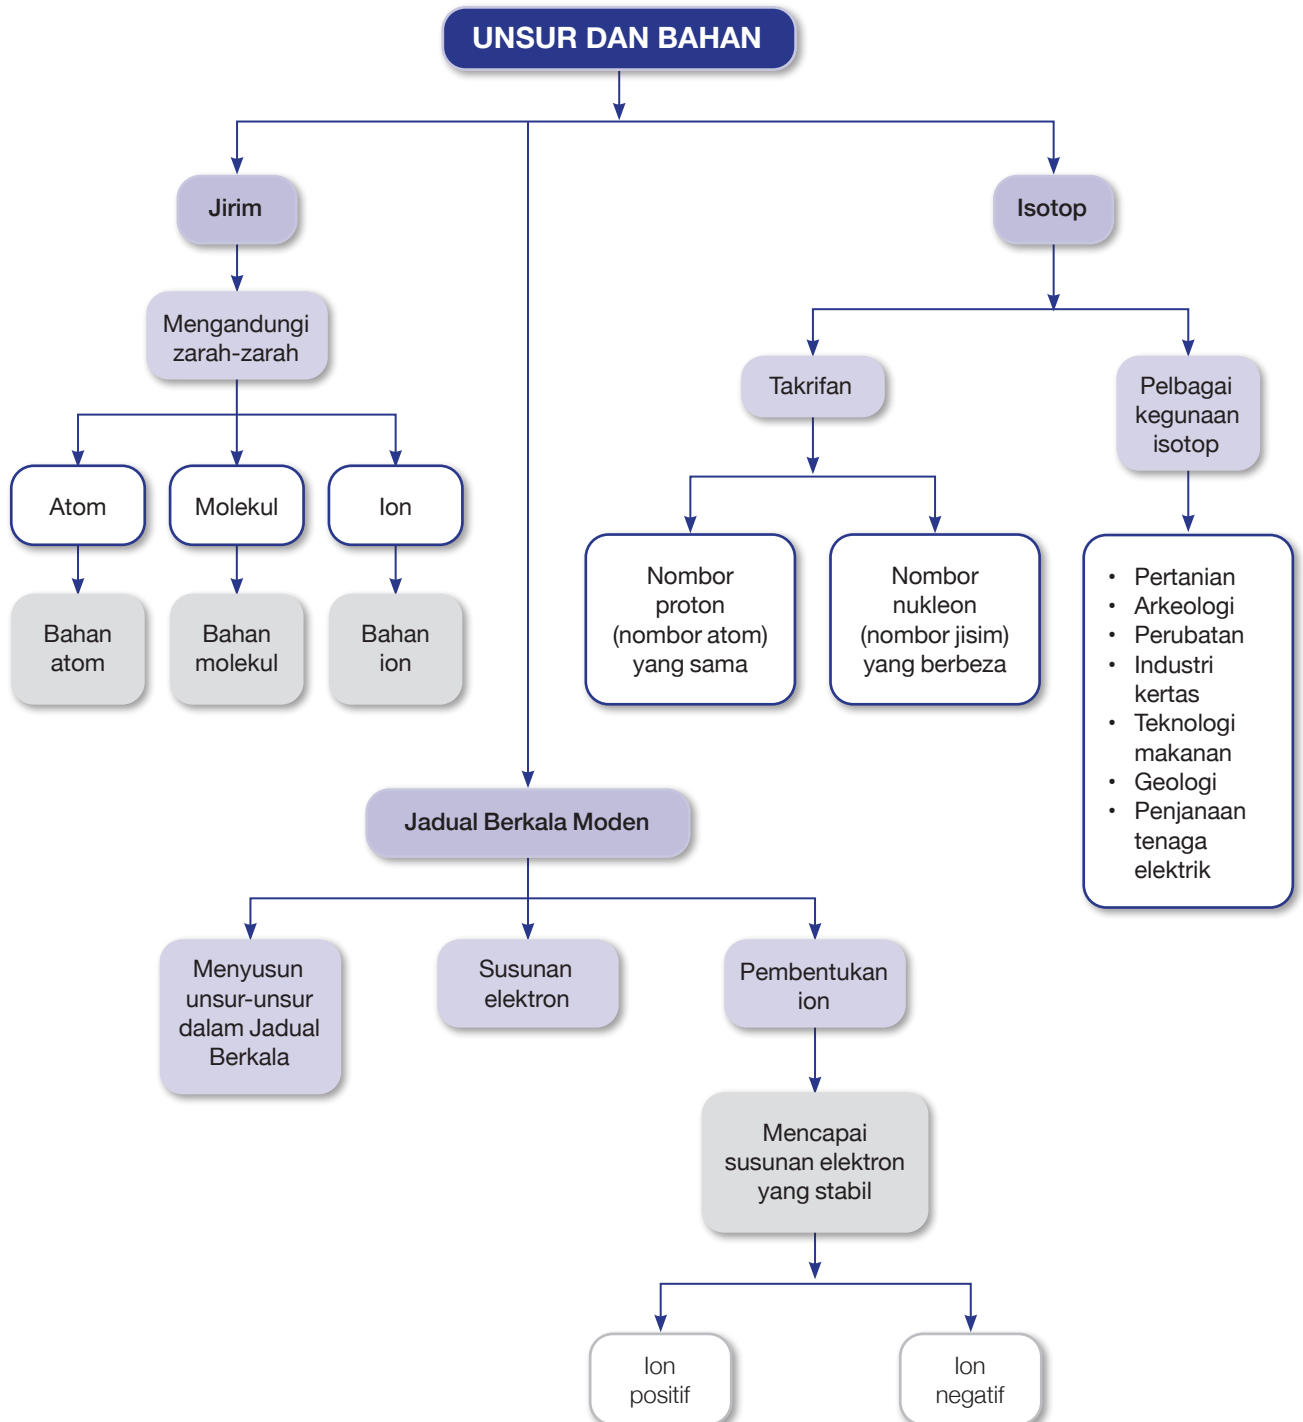 UNSUR DAN BAHAN
Jirim
Isotop
Mengandungi
zarah-zarah
Takrifan
Pelbagai
kegunaan
isotop
Atom
Molekul
Ion
Bahan
atom
Bahan
molekul
Bahan
ion
Nombor
proton
(nombor atom)
yang sama
Nombor
nukleon
(nombor jisim)
yang berbeza
• Pertanian
• Arkeologi
• Perubatan
• Industri
kertas
• Teknologi
makanan
• Geologi
• Penjanaan
tenaga
elektrik
Jadual Berkala Moden
Menyusun
unsur-unsur
dalam Jadual
Berkala
Susunan
elektron
Pembentukan
ion
Mencapai
susunan elektron
yang stabil
Ion
positif
Ion
negatif